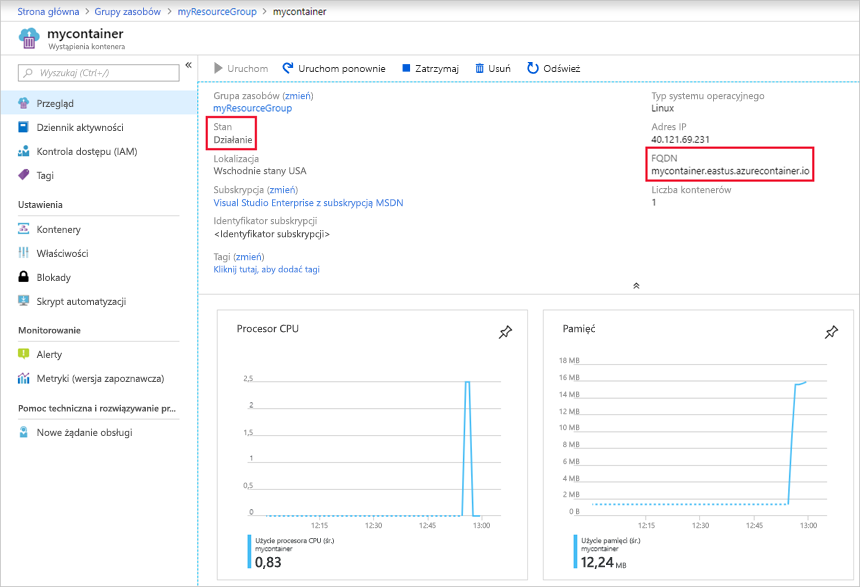 Strona główna > Grupy zasobów > myResourceGroup > mycontainer
mycontainer
Wystąpienia kontenera
Wyszukaj (Ctrl+/)
«
Przegląd
Dziennik aktywności
Kontrola dostępu (IAM)
Tagi
Ustawienia
Kontenery
Właściwości
Blokady
Skrypt automatyzacji
Monitorowanie
Alerty
Metryki (wersja zapoznawcza)
Pomoc techniczna i rozwiązywanie pr...
Nowe żądanie obsługi
Uruchom
Uruchom ponownie
Zatrzymaj
Usuń
Odśwież
Grupa zasobów (zmień)
myResourceGroup
Stan
Działanie
Lokalizacja
Wschodnie stany USA
Subskrypcja (zmień)
Visual Studio Enterprise z subskrypcją MSDN
Identyfikator subskrypcji
<Identyfikator subskrypcji>
Tagi (zmień)
Kliknij tutaj, aby dodać tagi
Typ systemu operacyjnego
Linux
Adres IP
40.121.69.231
FQDN
mycontainer.eastus.azurecontainer.io
Liczba kontenerów
1
Procesor CPU
2,5
2
1,5
1
0,5
0
12:15 12:30 12:45 13:00
Użycie procesora CPU (śr.)
mycontainer
0,83
Pamięć
18 MB
16 MB
14 MB
12 MB
10 MB
8 MB
6 MB
4 MB
2 MB
0 B
12:15 12:30 12:45 13:00
Użycie pamięci (śr.)
mycontainer
12,24 MB